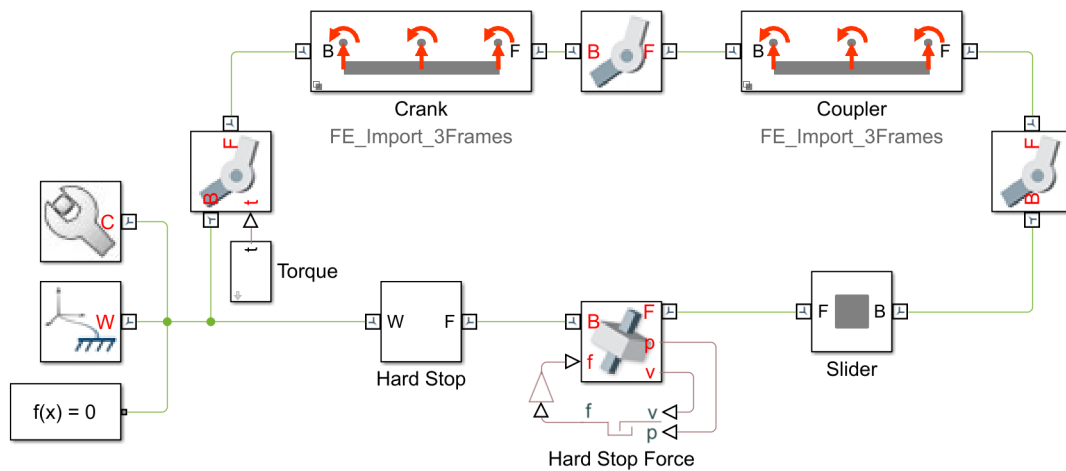 B
F
Crank
FE_Import_3Frames
B
F
B
F
Coupler
FE_Import_3Frames
F
B
t
F
B
C
t
Torque
W
W
F
Hard Stop
B
F
f
p
v
F
B
Slider
f(x) = 0
f
v
p
Hard Stop Force